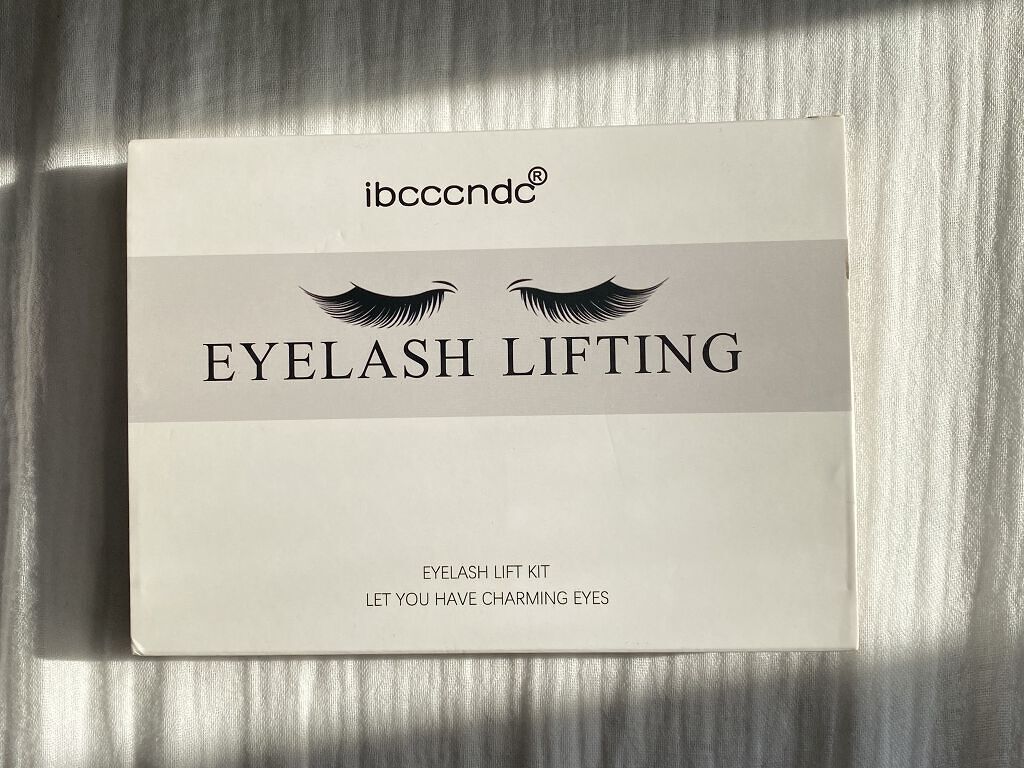 ibcccndc®
EYELASH LIFTING
EYELASH LIFT KIT
LET YOU HAVE CHARMING EYES